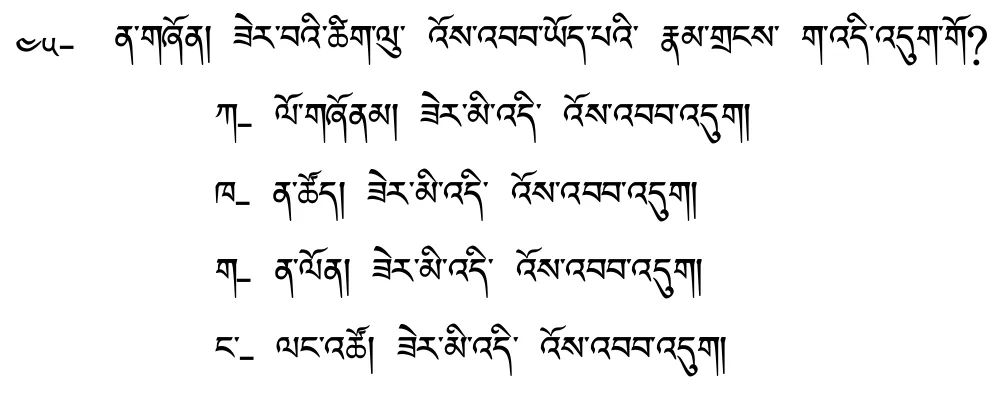 ༨༥- ན་གཞོན། ཟེར་བའི་ཚིག་ལུ་ འོས་འབབ་ཡོད་པའི་ རྣམ་གྲངས་ ག་འདི་འདུག་གོ?
ཀ- ལོ་གཞོནམ། ཟེར་མི་འདི་ འོས་འབབ་འདུག།
ཁ- ན་ཚོད། ཟེར་མི་འདི་ འོས་འབབ་འདུག།
ག- ན་ལོན། ཟེར་མི་འདི་ འོས་འབབ་འདུག།
ང་- ལང་འཚོ། ཟེར་མི་འདི་ འོས་འབབ་འདུག།